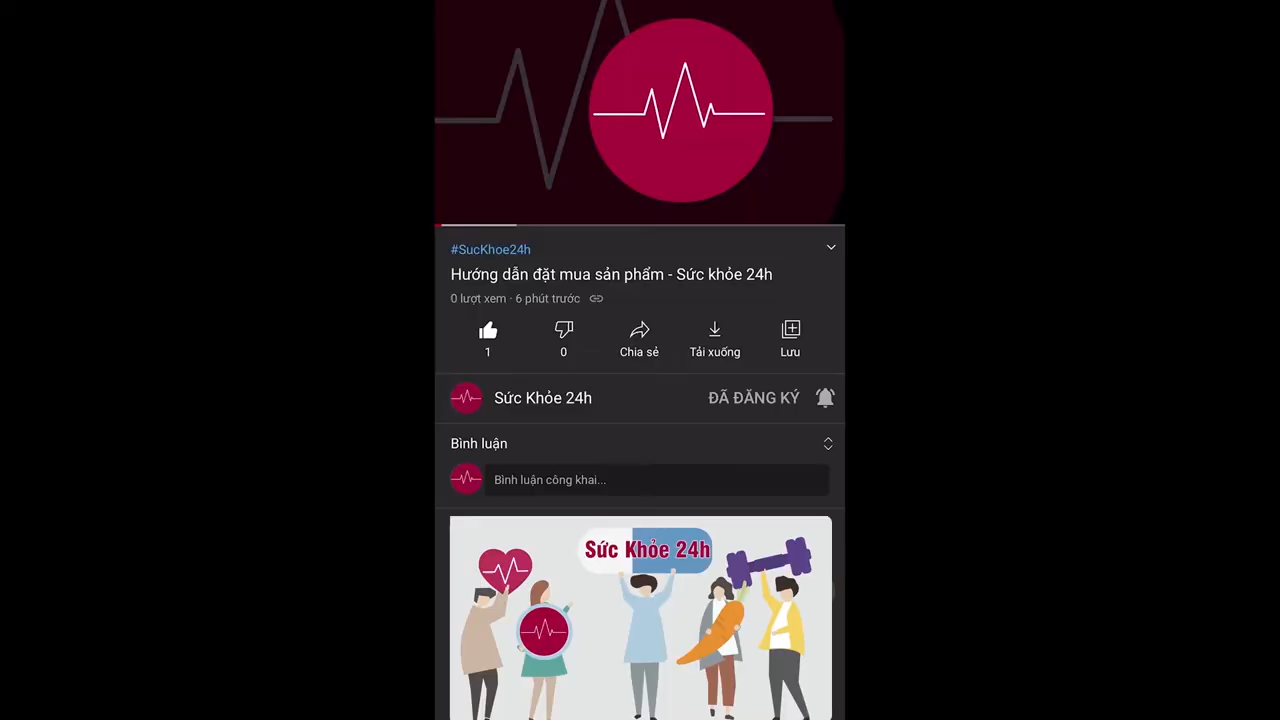 #SucKhoe24h
Hướng dẫn đặt mua sản phẩm - Sức khỏe 24h
0 lượt xem · 6 phút trước
1
0
Chia sẻ
Tải xuống
Lưu
Sức Khỏe 24h
ĐÃ ĐĂNG KÝ
Bình luận
Bình luận công khai...
Sức Khỏe 24h